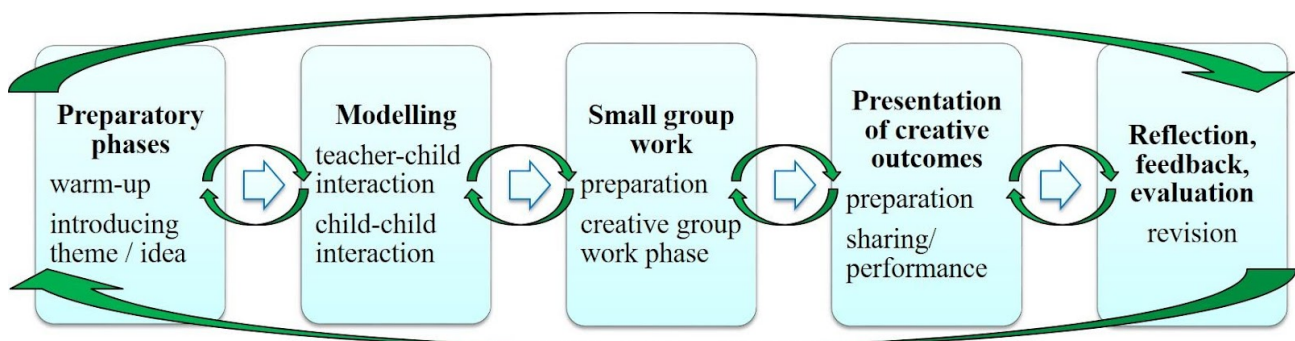 Preparatory
phases
warm-up
introducing
theme / idea
Modelling
teacher-child
interaction
child-child
interaction
Small group
work
preparation
creative group
work phase
Presentation
of creative
outcomes
preparation
sharing/
performance
Reflection,
feedback,
evaluation
revision